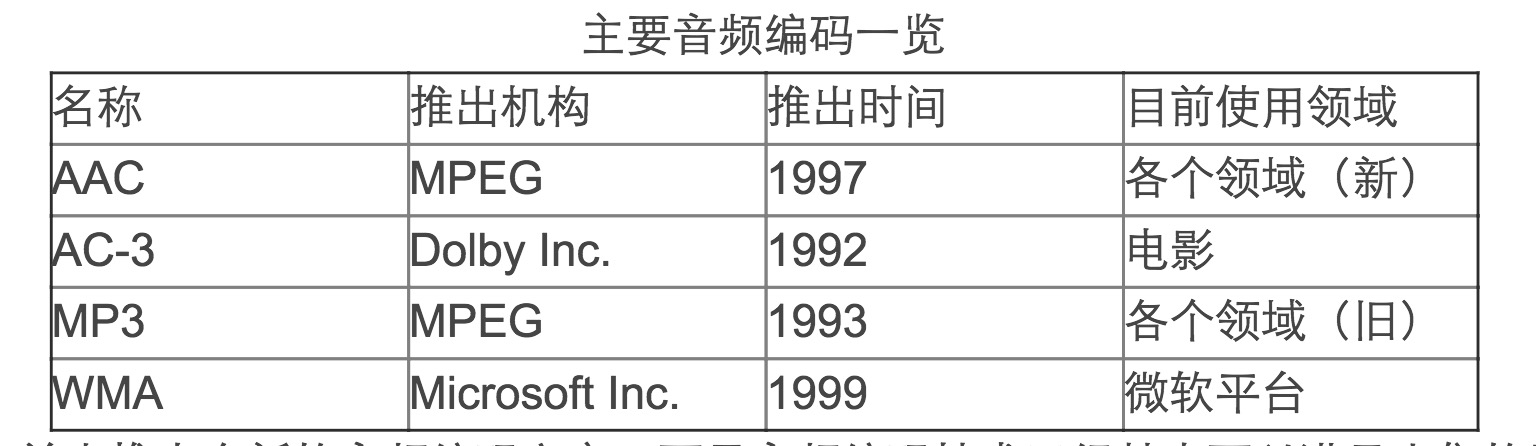 主要音频编码一览
名称 推出机构 推出时间 目前使用领域
AAC MPEG 1997 各个领域（新）
AC-3 Dolby Inc. 1992 电影
MP3 MPEG 1993 各个领域（旧）
WMA Microsoft Inc. 1999 微软平台